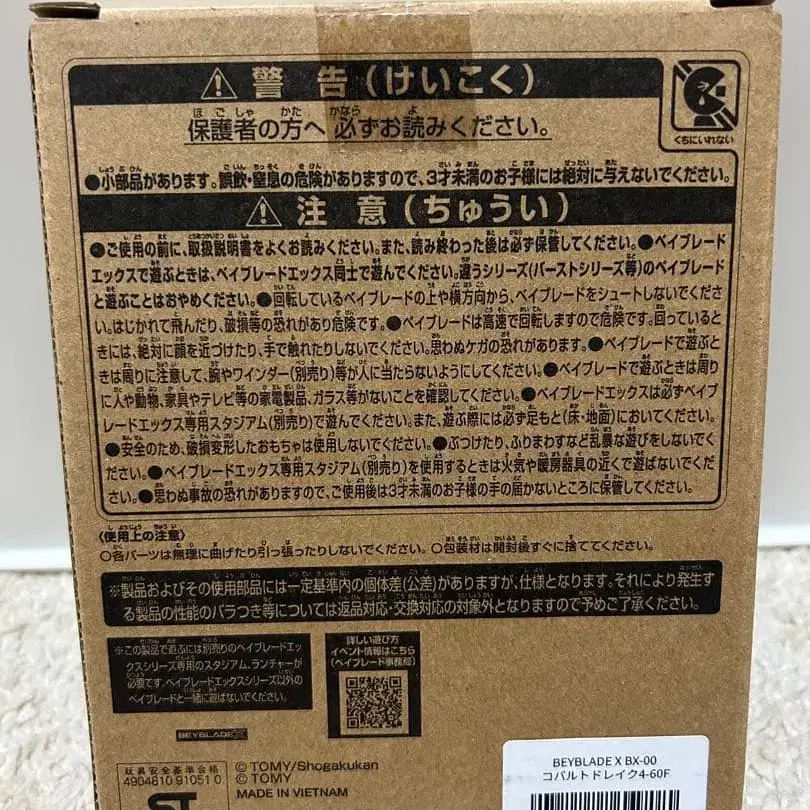 ⚠警 告(けいこく)
保護者の方へ 必ずお読みください。
くちにいれない
●小部品があります。誤飲・窒息の危険がありますので、3才未満のお子様には絶対に与えないでください。
⚠注 意(ちゅうい)
●ご使用の前に、取扱説明書をよくお読みください。また、読み終わった後は必ず保管してください。●ベイブレード
エックスで遊ぶときは、ベイブレードエックス同士で遊んでください。違うシリーズ(バーストシリーズ等)のベイブレード
と遊ぶことはおやめください。●回転しているベイブレードの上や横方向から、ベイブレードをシュートしないでくださ
い。はじかれて飛んだり、破損等の恐れがあり危険です。●ベイブレードは高速で回転しますので危険です。回っていると
きには、絶対に顔を近づけたり、手で触れたりしないでください。思わぬケガの恐れがあります。●ベイブレードで遊ぶと
きは周りに注意して、腕やワインダー(別売り)等が人に当たらないようにしてください。●ベイブレードで遊ぶときは周り
に人や動物、家具やテレビ等の家電製品、ガラス等がないことを確認してください。●ベイブレードエックスは必ずベイブ
レードエックス専用スタジアム(別売り)で遊んでください。また、遊ぶ際には必ず足もと(床・地面)においてください。
●安全のため、破損変形したおもちゃは使用しないでください。●ぶつけたり、ふりまわすなど乱暴な遊びをしないでく
ださい。●ベイブレードエックス専用スタジアム(別売り)を使用するときは火気や暖房器具の近くで遊ばないでくださ
い。●思わぬ事故の恐れがありますので、ご使用後は3才未満のお子様の手の届かないところに保管してください。
〈使用上の注意〉
○各パーツは無理に曲げたり引っ張ったりしないでください。○包装材は開封後すぐに捨ててください。
※製品およびその使用部品には一定基準内の個体差(公差)がありますが、仕様となります。それにより発生す
る製品の性能のバラつき等については返品対応・交換対応の対象外となりますので予めご了承ください。
※この製品で遊ぶには別売りのベイブレードエッ
クスシリーズ専用のスタジアム、ランチャーが
必要です。ベイブレードエックスシリーズ以外の
ベイブレードと一緒に遊ばないでください。
詳しい遊び方
イベント情報はこちら
(ベイブレード事務局)
BEYBLADE X
玩具安全基準合格
4904810 91051 0
ST
© TOMY/Shogakukan
© TOMY
MADE IN VIETNAM
BEYBLADE X BX-00
コバルトドレイク4-60F